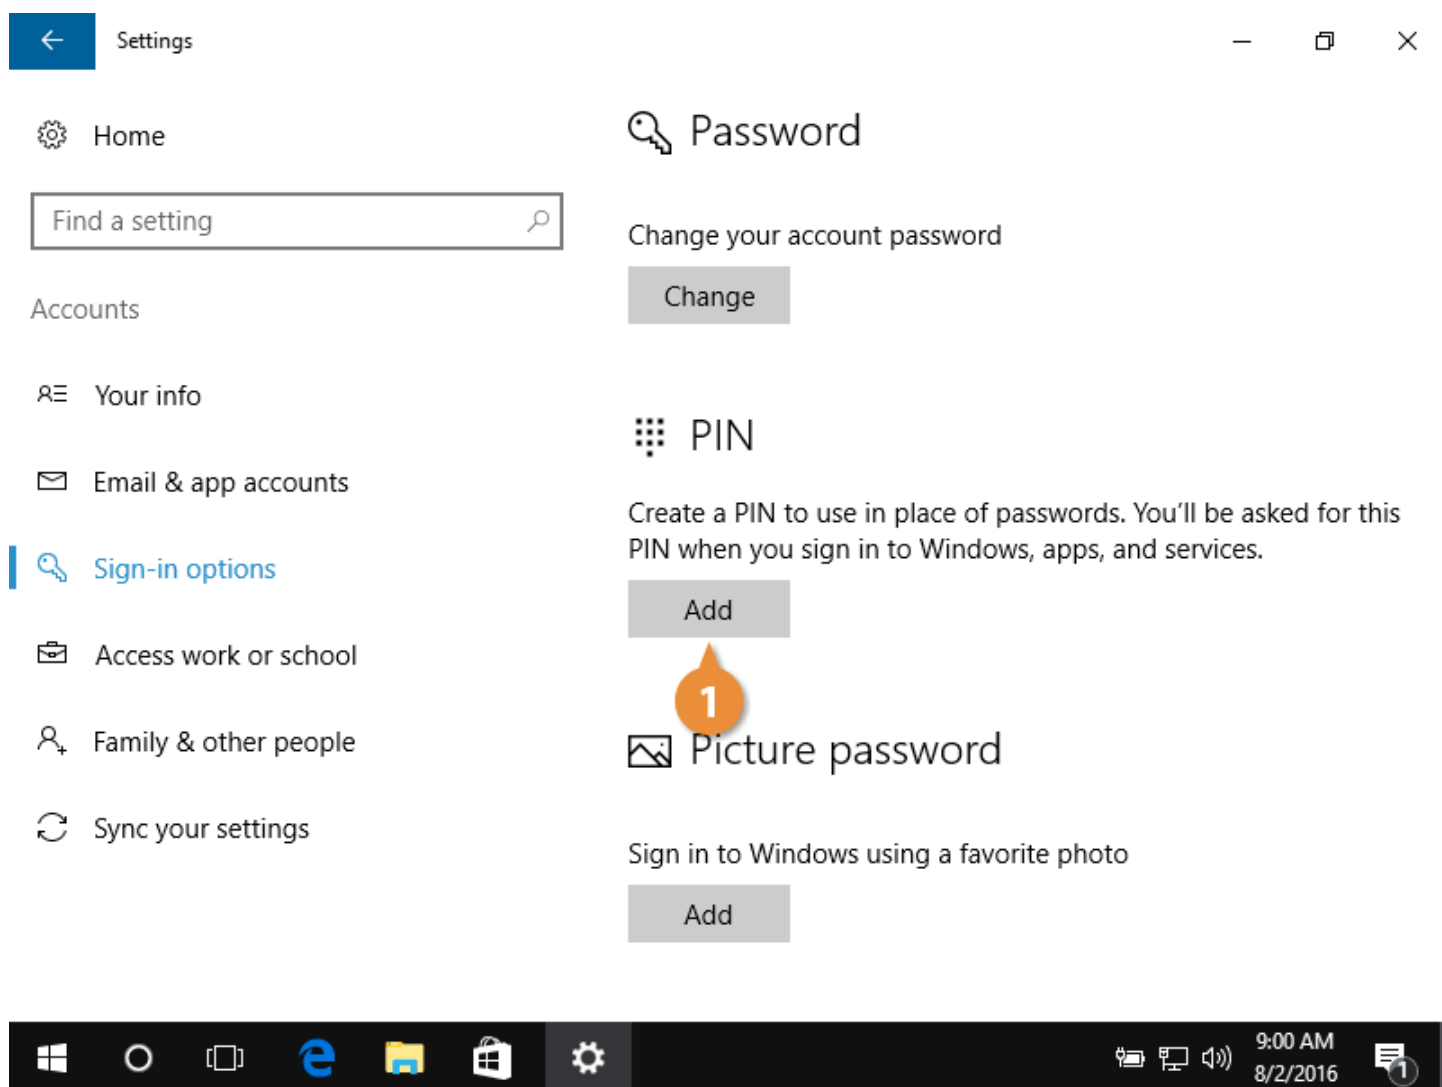 Settings
Home
Find a setting
Accounts
Your info
Email & app accounts
Sign-in options
Access work or school
Family & other people
Sync your settings
Password
Change your account password
Change
PIN
Create a PIN to use in place of passwords. You'll be asked for this
PIN when you sign in to Windows, apps, and services.
Add
1
Picture password
Sign in to Windows using a favorite photo
Add
9:00 AM
8/2/2016
1